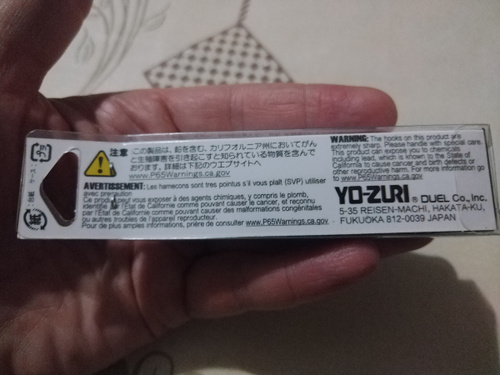 プラ
紙
注意 この製品は、鉛を含む、カリフォルニア州においてがん
と生殖障害を引き起こすと知られている物質を含んで
おります。詳細は下記のウエブサイトへ
www.P65Warnings.ca.gov
AVERTISSEMENT: Les hamecons sont tres pointus s'il vous plaît (SVP) utiliser
avec precaution.
Ce produit vous exposer à des agents chimiques, y compris le plomb,
identifié par l'État de Californie comme pouvant causer le cancer, et reconnu
par l'État de Californie comme pouvant causer des malformations congénitales
ou autres troubles de l'appareil reproducteur.
Pour de plus amples informations, prière de consulter www.P65Warnings.ca.gov
WARNING: The hooks on this product are
extremely sharp. Please handle with special care.
This product can expose you to chemicals
including lead, which is known to the State of
California to cause cancer and birth defects or
other reproductive harm. For more information go
to www.P65Warnings.ca.gov
YO-ZURI ® DUEL Co., Inc.
5-35 REISEN-MACHI, HAKATA-KU,
FUKUOKA 812-0039 JAPAN